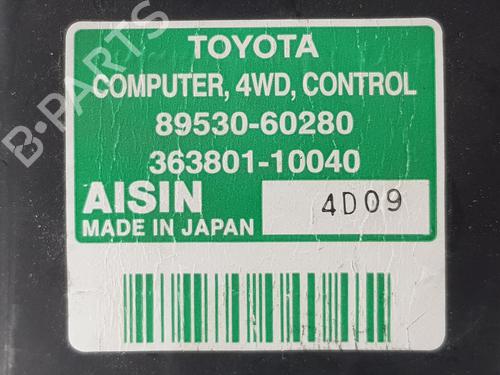 TOYOTA
COMPUTER, 4WD, CONTROL
89530-60280
363801-10040
AISIN
MADE IN JAPAN
4D09
B-PARTS